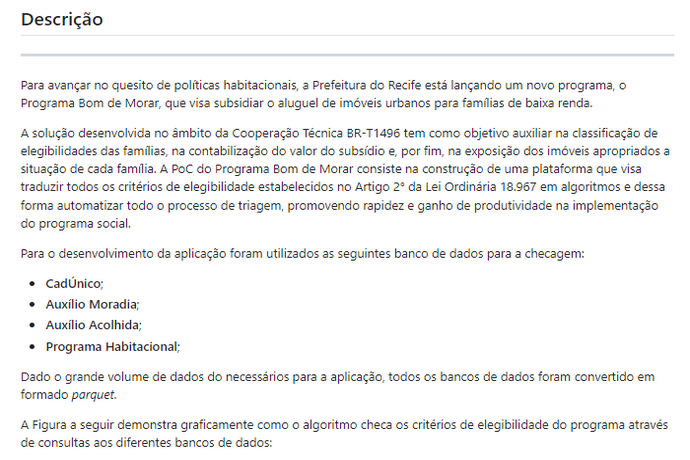 Descrição
Para avançar no quesito de políticas habitacionais, a Prefeitura do Recife está lançando um novo programa, o
Programa Bom de Morar, que visa subsidiar o aluguel de imóveis urbanos para famílias de baixa renda.
A solução desenvolvida no âmbito da Cooperação Técnica BR-T1496 tem como objetivo auxiliar na classificação de
elegibilidades das famílias, na contabilização do valor do subsídio e, por fim, na exposição dos imóveis apropriados a
situação de cada família. A PoC do Programa Bom de Morar consiste na construção de uma plataforma que visa
traduzir todos os critérios de elegibilidade estabelecidos no Artigo 2° da Lei Ordinária 18.967 em algoritmos e dessa
forma automatizar todo o processo de triagem, promovendo rapidez e ganho de produtividade na implementação
do programa social.
Para o desenvolvimento da aplicação foram utilizados as seguintes banco de dados para a checagem:
• CadÚnico;
• Auxílio Moradia;
• Auxílio Acolhida;
• Programa Habitacional;
Dado o grande volume de dados do necessários para a aplicação, todos os bancos de dados foram convertido em
formado parquet.
A Figura a seguir demonstra graficamente como o algoritmo checa os critérios de elegibilidade do programa através
de consultas aos diferentes bancos de dados: